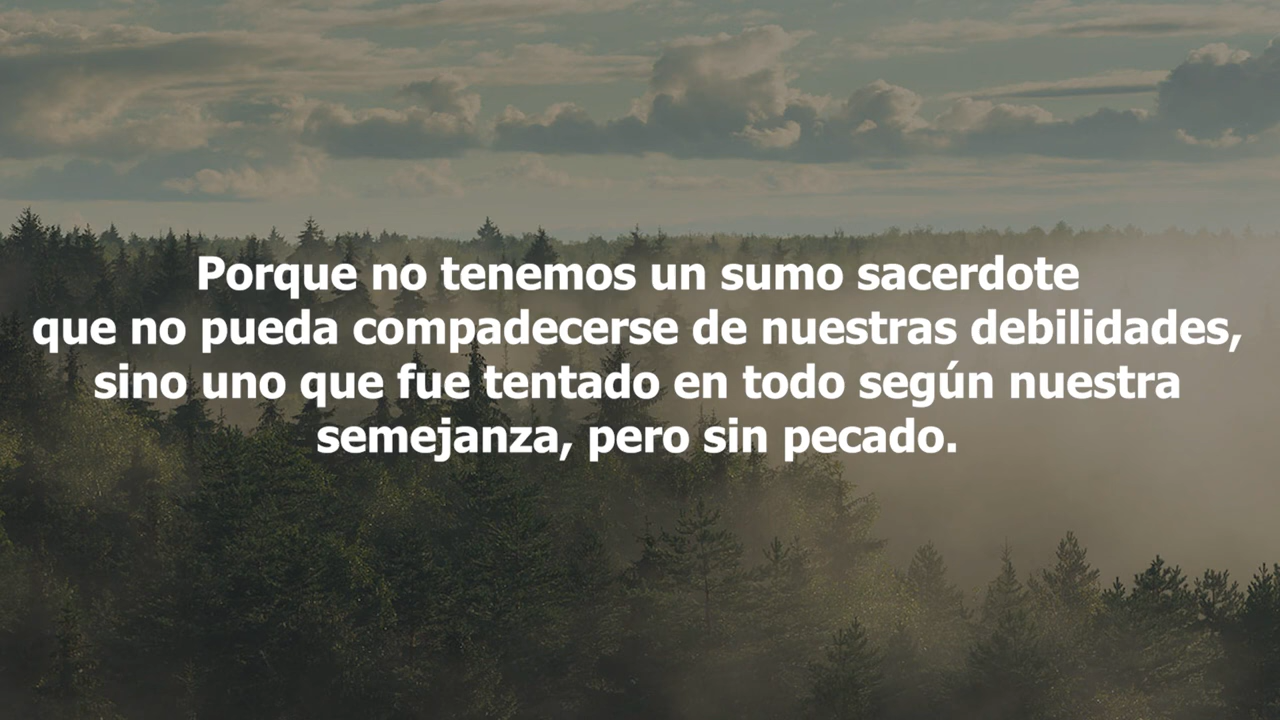 Porque no tenemos un sumo sacerdote
que no pueda compadecerse de nuestras debilidades,
sino uno que fue tentado en todo según nuestra
semejanza, pero sin pecado.